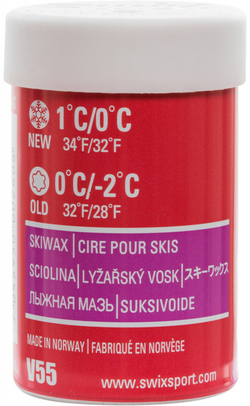 1°C/0°C
NEW 34°F/32°F
0°C/-2°C
OLD 32°F/28°F
SKIWAX | CIRE POUR SKIS
SCIOLINA | LYŽAŘSKÝ VOSK | スキーワックス
ЛЫЖНАЯ МАЗЬ | SUKSIVOIDE
MADE IN NORWAY | FABRIQUÉ EN NORVÈGE
V55 www.swixsport.com